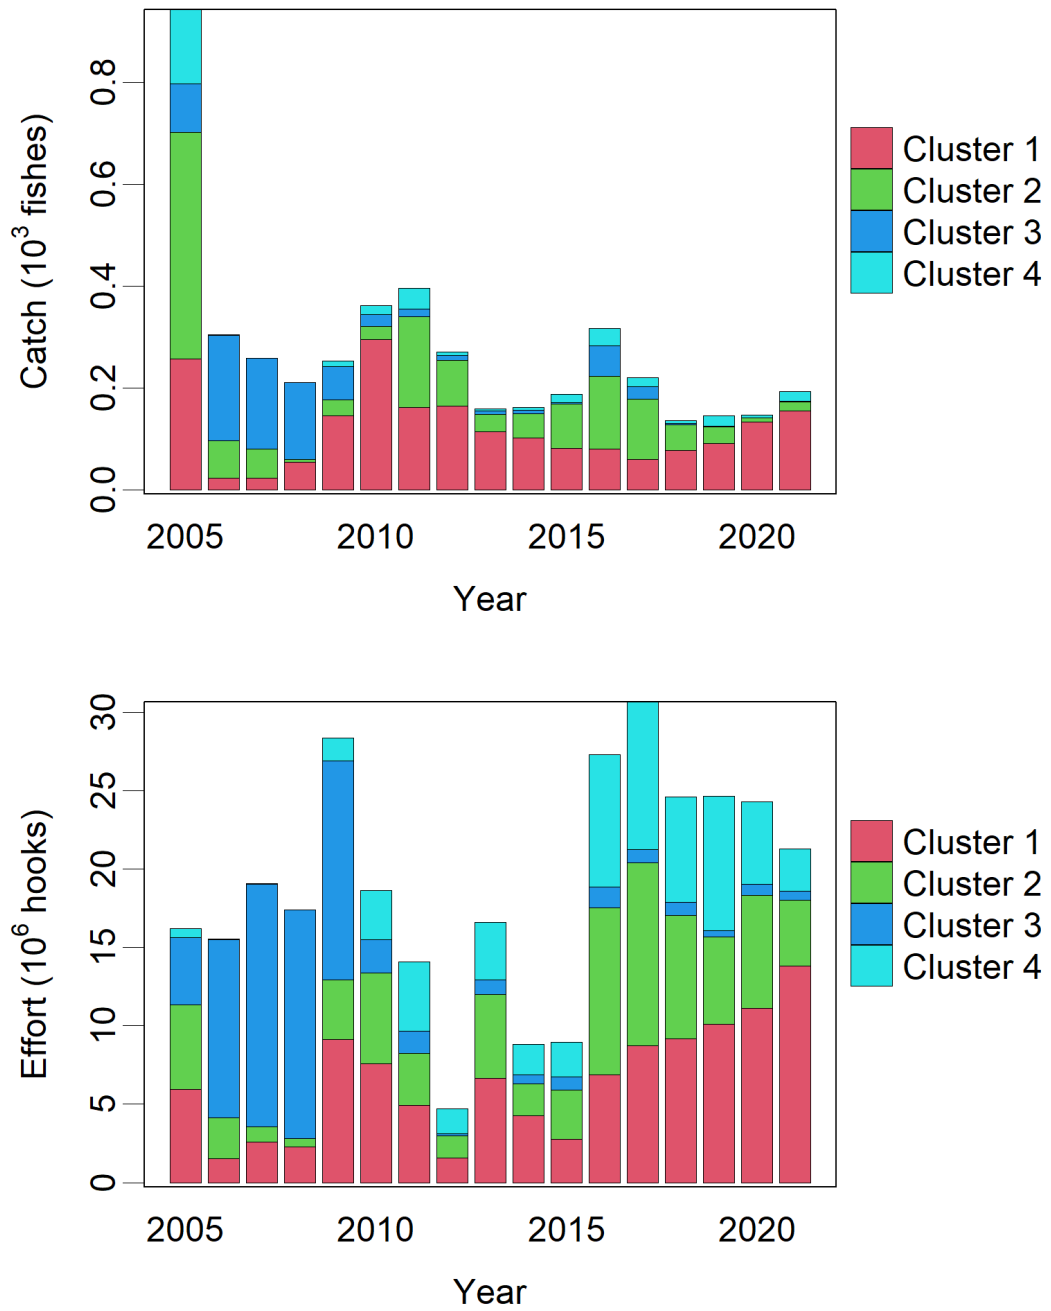 Catch (10³ fishes)
0.8
0.6
0.4
0.2
0.0
2005 2010 2015 2020
Year
Cluster 1
Cluster 2
Cluster 3
Cluster 4
Effort (10⁶ hooks)
30
25
20
15
10
5
0
2005 2010 2015 2020
Year
Cluster 1
Cluster 2
Cluster 3
Cluster 4